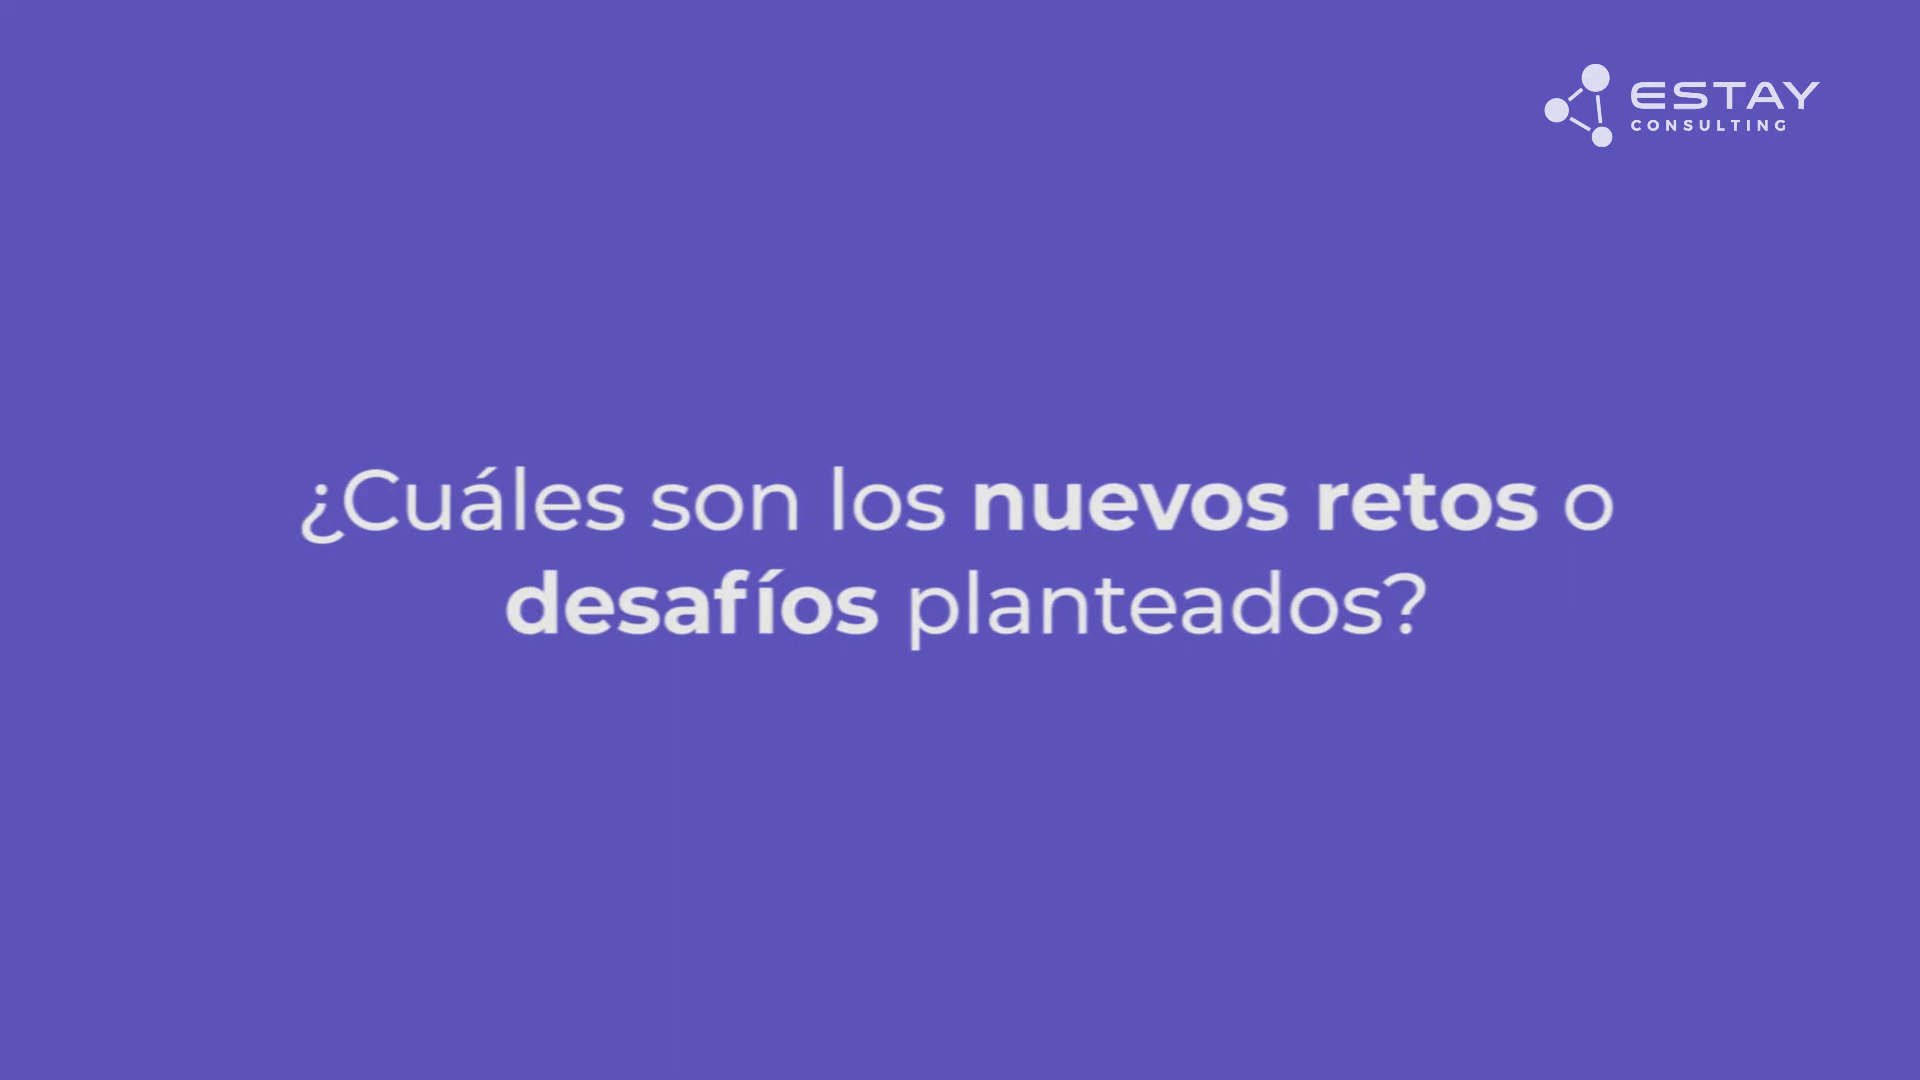 ESTAY
CONSULTING
¿Cuáles son los nuevos retos o
desafíos planteados?